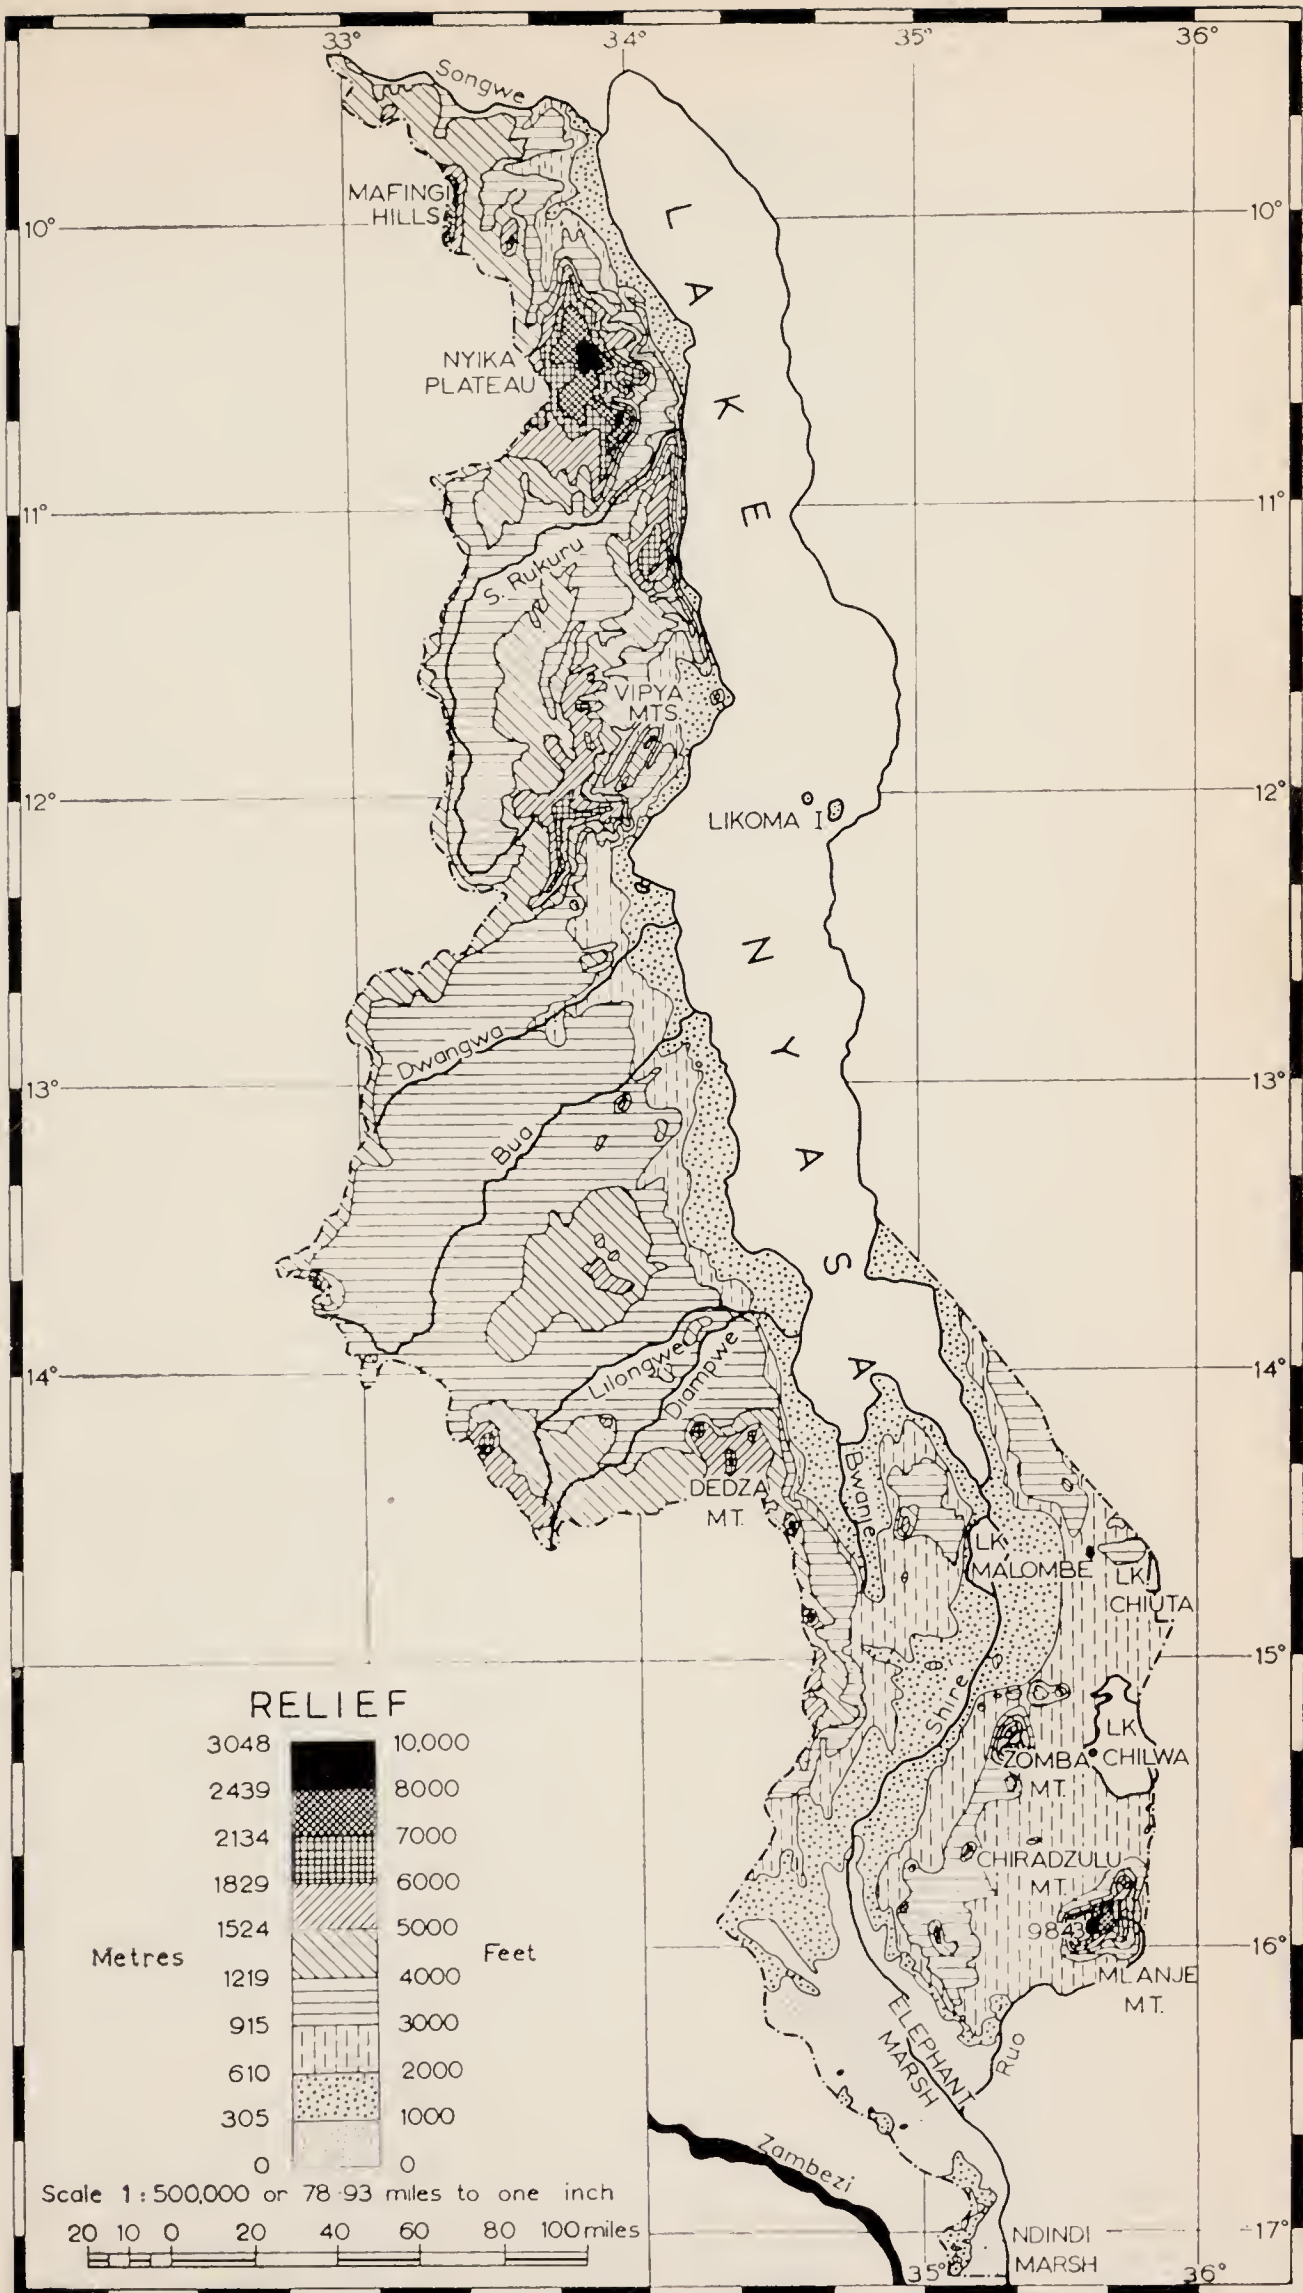 33° 34° 35° 36°
Songwe
MAFINGI
HILLS
10° 10°
LAKE
NYIKA
PLATEAU
11° 11°
S. Rukuru
VIPYA
MTS.
12° 12°
LIKOMA I.
NYASA
Dwangwa
13° 13°
Bua
14° 14°
Lilongwe
Diampwe
DEDZA
MT.
Bwanje
LK.
MALOMBE
LK.
CHIUTA
15°
Shire
LK
CHILWA
ZOMBA
MT.
CHIRADZULU
MT.
9843
16°
MLANJE
MT.
ELEPHANT
MARSH
Ruo
Zambezi
NDINDI
MARSH
17°
35° 36°
RELIEF
3048 10,000
2439 8000
2134 7000
1829 6000
1524 5000
Metres Feet
1219 4000
915 3000
610 2000
305 1000
0 0
Scale 1:500,000 or 78·93 miles to one inch
20 10 0 20 40 60 80 100 miles